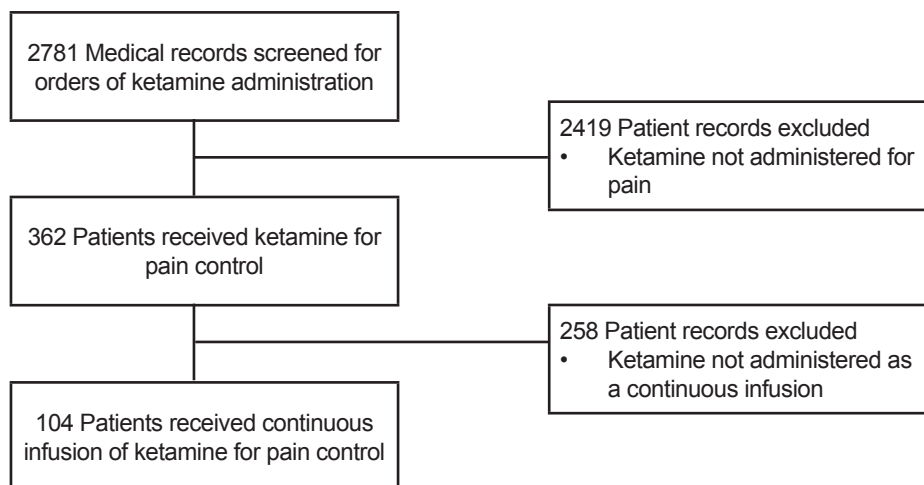 2781 Medical records screened for
orders of ketamine administration
2419 Patient records excluded
• Ketamine not administered for
pain
362 Patients received ketamine for
pain control
258 Patient records excluded
• Ketamine not administered as
a continuous infusion
104 Patients received continuous
infusion of ketamine for pain control